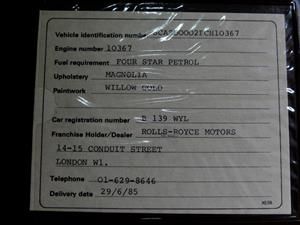 Vehicle identification number SCAZS0002FCH10367
Engine number 10367
Fuel requirement FOUR STAR PETROL
Upholstery MAGNOLIA
Paintwork WILLOW GOLD
Car registration number B 139 WYL
Franchise Holder/Dealer ROLLS-ROYCE MOTORS
14-15 CONDUIT STREET
LONDON W1.
Telephone 01-629-8646
Delivery date 29/6/85